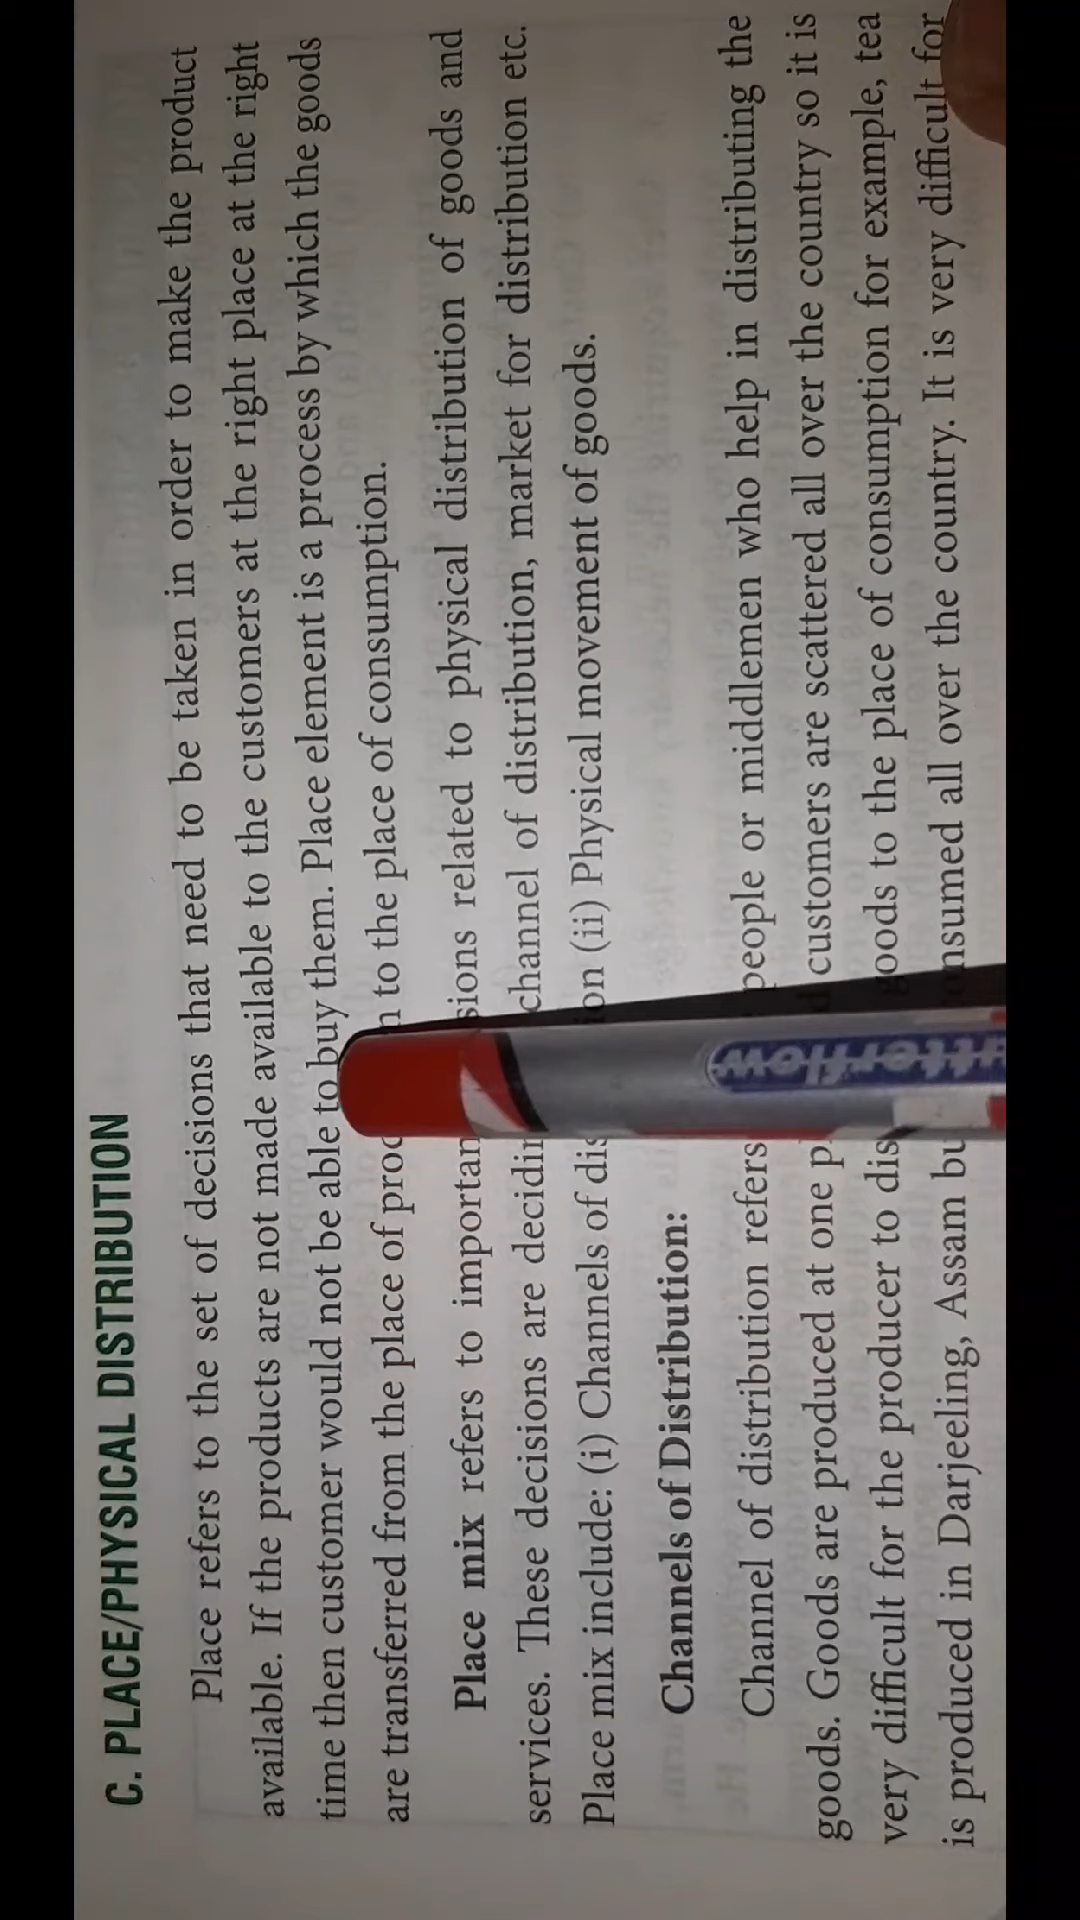 C. PLACE/PHYSICAL DISTRIBUTION
Place refers to the set of decisions that need to be taken in order to make the product
available. If the products are not made available to the customers at the right place at the right
time then customer would not be able to buy them. Place element is a process by which the goods
are transferred from the place of to the place of consumption.
Place mix refers to related to physical distribution of goods and
services. These decisions are channel of distribution, market for distribution etc.
Place mix include: (i) Channels of (ii) Physical movement of goods.
Channels of Distribution:
Channel of distribution refers people or middlemen who help in distributing the
goods. Goods are produced at one customers are scattered all over the country so it is
very difficult for the producer to to the place of consumption for example, tea
is produced in Darjeeling, Assam all over the country. It is very difficult for